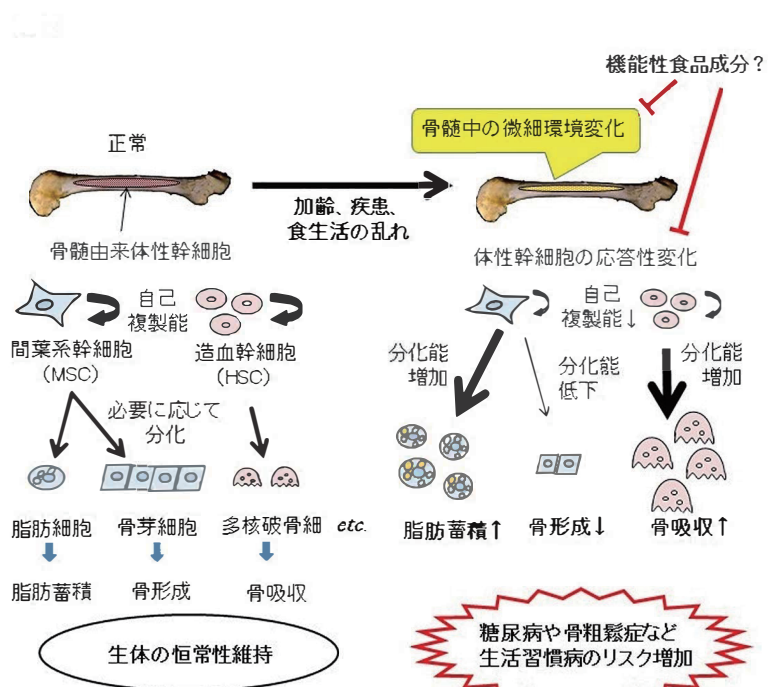 機能性食品成分？
骨髄中の微細環境変化
正常
加齢、疾患、
食生活の乱れ
骨髄由来体性幹細胞
体性幹細胞の応答性変化
自己
複製能
間葉系幹細胞
（MSC）
造血幹細胞
（HSC）
自己
複製能↓
必要に応じて
分化
分化能
増加
分化能
低下
分化能
増加
脂肪細胞
骨芽細胞
多核破骨細
etc.
脂肪蓄積↑
骨形成↓
骨吸収↑
脂肪蓄積
骨形成
骨吸収
生体の恒常性維持
糖尿病や骨粗鬆症など
生活習慣病のリスク増加